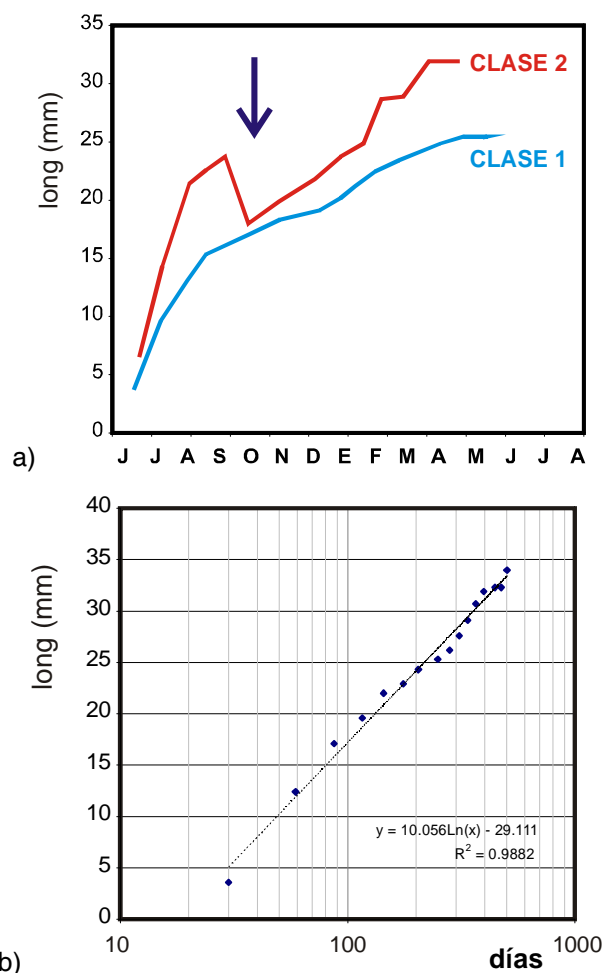 35
30
25
20
15
10
5
0
long (mm)
CLASE 2
CLASE 1
a)
J J A S O N D E F M A M J J A
40
35
30
25
20
15
10
5
0
long (mm)
y = 10.056Ln(x) - 29.111
R² = 0.9882
10 100 1000
días
b)